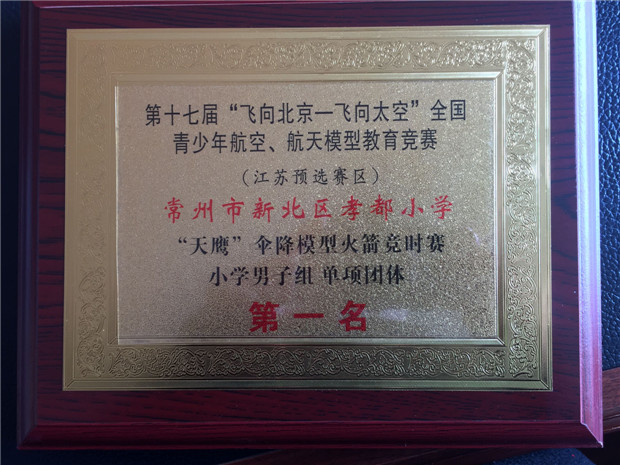 第十七届“飞向北京一飞向太空”全国
青少年航空、航天模型教育竞赛
（江苏预选赛区）
常州市新北区孝都小学
“天鹰”伞降模型火箭竞时赛
小学男子组 单项团体
第一名